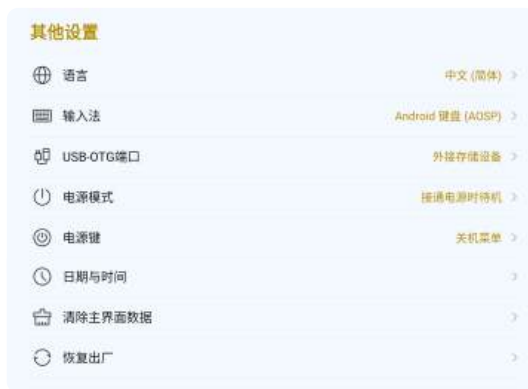 其他设置
语言 中文 (简体)
输入法 Android 键盘 (AOSP)
USB-OTG端口 外接存储设备
电源模式 接通电源时待机
电源键 关机菜单
日期与时间
清除主界面数据
恢复出厂